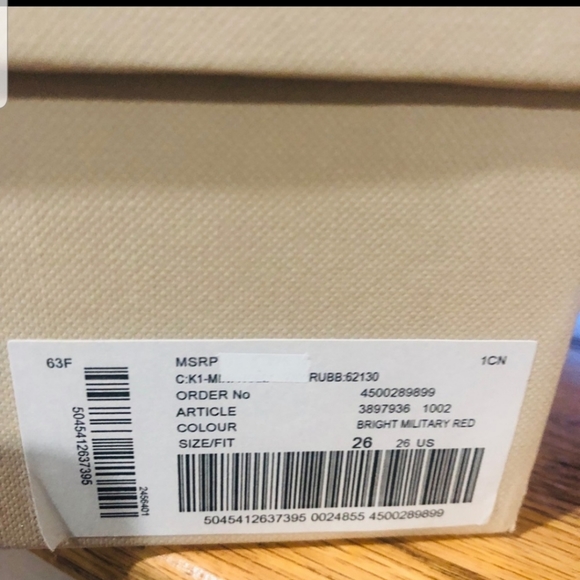 63F
MSRP
1CN
C:K1- RUBB:62130
ORDER No 4500289899
ARTICLE 3897936 1002
COLOUR BRIGHT MILITARY RED
SIZE/FIT 26 26 US
5045412637395 0024855 4500289899
5045412637395
2456401